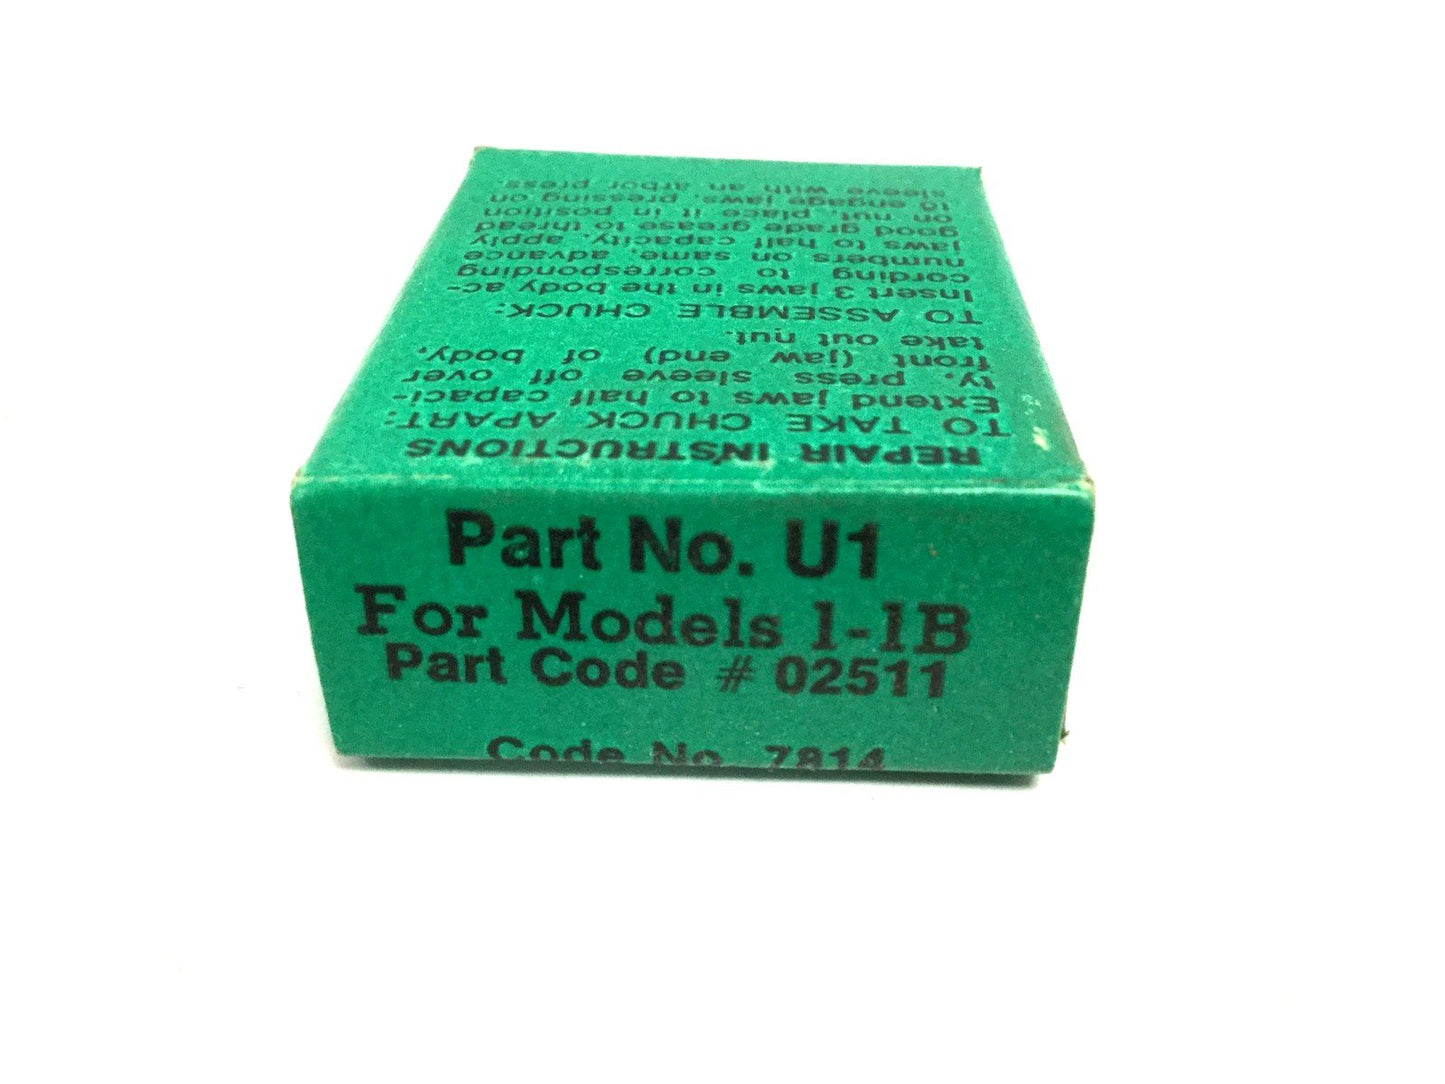 REPAIR INSTRUCTIONS
TO TAKE CHUCK APART:
Extend jaws to half capaci-
ty, press sleeve off over
front (jaw end) of body,
take out nut.
TO ASSEMBLE CHUCK:
Insert 3 jaws in the body ac-
cording to corresponding
numbers on same, advance
jaws to half capacity, apply
good grade grease to thread
on nut, place it in position
to engage jaws, pressing on
sleeve with an arbor press.
Part No. U1
For Models 1-1B
Part Code # 02511
Code No. 7814